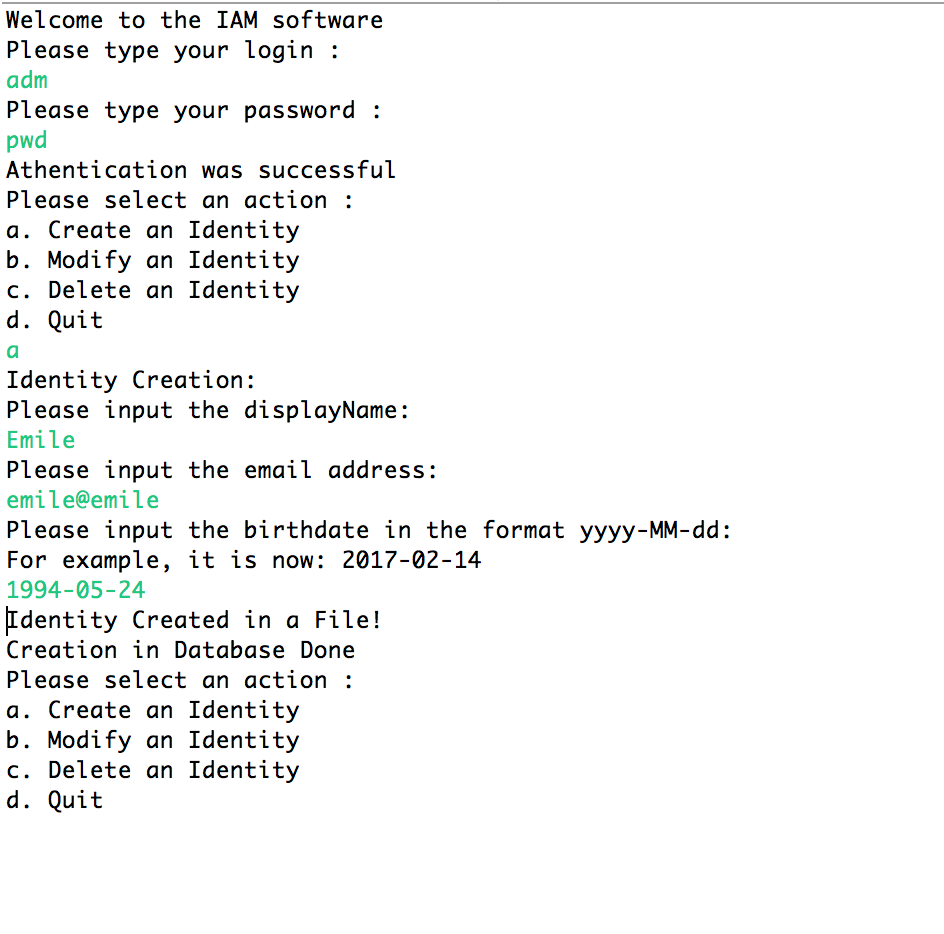 Welcome to the IAM software
Please type your login :
adm
Please type your password :
pwd
Athentication was successful
Please select an action :
a. Create an Identity
b. Modify an Identity
c. Delete an Identity
d. Quit
a
Identity Creation:
Please input the displayName:
Emile
Please input the email address:
emile@emile
Please input the birthdate in the format yyyy-MM-dd:
For example, it is now: 2017-02-14
1994-05-24
Identity Created in a File!
Creation in Database Done
Please select an action :
a. Create an Identity
b. Modify an Identity
c. Delete an Identity
d. Quit